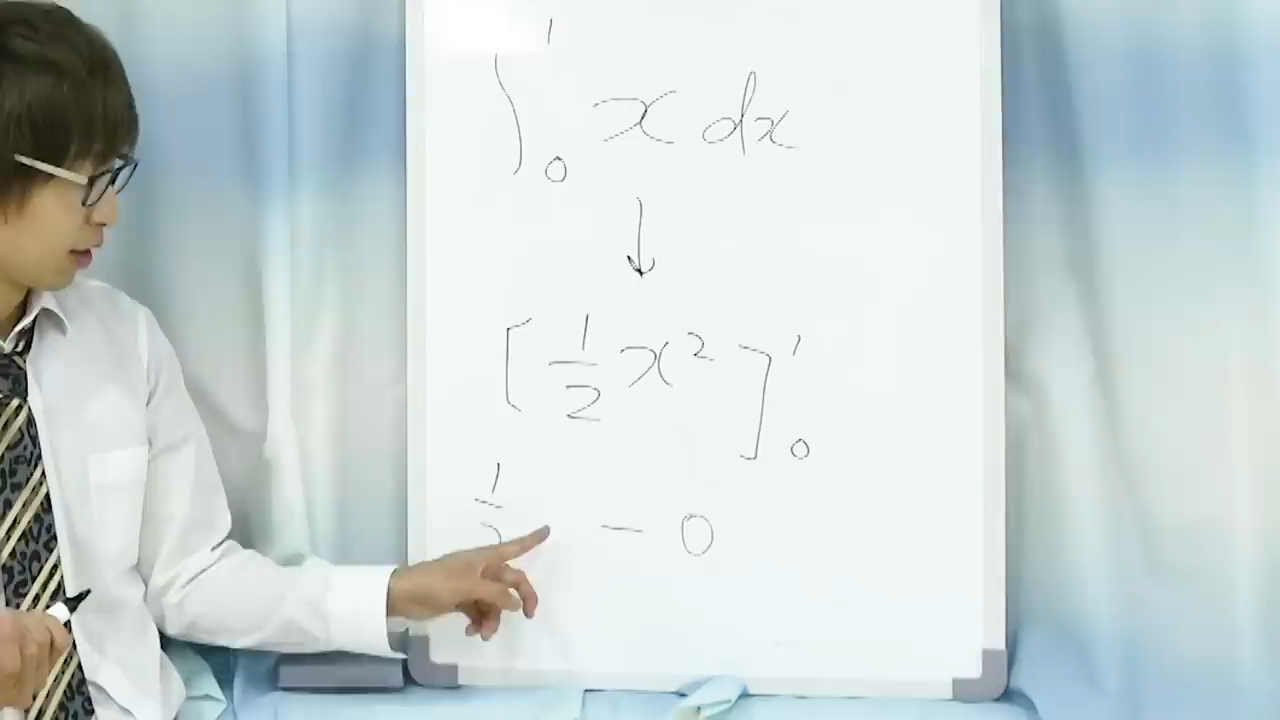 ∫₀¹ x dx
↓
[½x²]₀¹
½ − 0